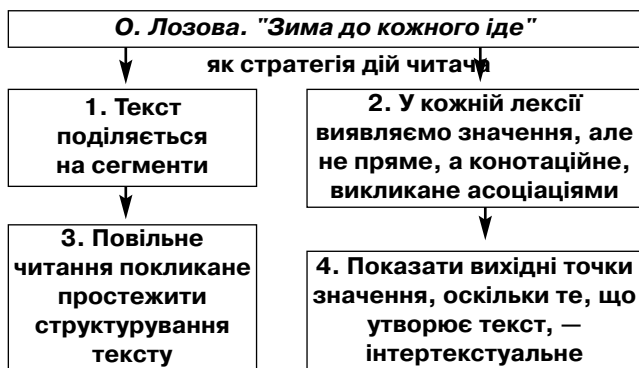 О. Лозова. "Зима до кожного іде"
як стратегія дій читача
1. Текст
поділяється
на сегменти
2. У кожній лексії
виявляємо значення, але
не пряме, а конотаційне,
викликане асоціаціями
3. Повільне
читання покликане
простежити
структурування
тексту
4. Показати вихідні точки
значення, оскільки те, що
утворює текст, —
інтертекстуальне